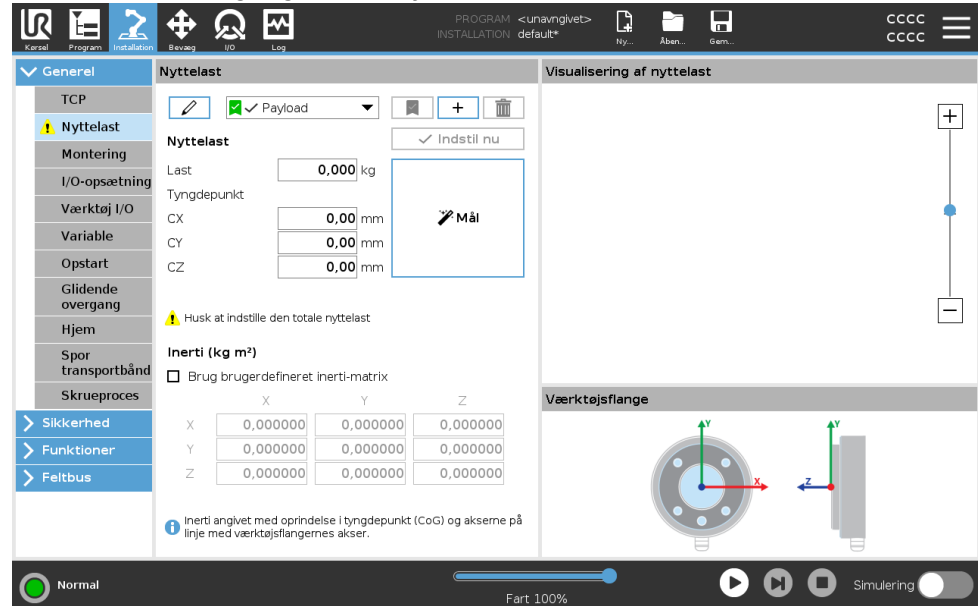 PROGRAM <unavngivet>
INSTALLATION default*
CCCC
CCCC
Kørsel Program Installation Bevæg I/O Log Ny... Åben... Gem...
Generel
TCP
Nyttelast
Montering
I/O-opsætning
Værktøj I/O
Variable
Opstart
Glidende
overgang
Hjem
Spor
transportbånd
Skrueproces
Sikkerhed
Funktioner
Feltbus
Nyttelast
Payload
Nyttelast
Indstil nu
Last 0,000 kg
Tyngdepunkt
CX 0,00 mm
CY 0,00 mm
CZ 0,00 mm
Mål
Husk at indstille den totale nyttelast
Inerti (kg m²)
Brug brugerdefineret inerti-matrix
X Y Z
X 0,000000 0,000000 0,000000
Y 0,000000 0,000000 0,000000
Z 0,000000 0,000000 0,000000
Inerti angivet med oprindelse i tyngdepunkt (CoG) og akserne på
linje med værktøjsflangernes akser.
Visualisering af nyttelast
Værktøjsflange
Y Y
X Z
Normal
Fart 100%
Simulering